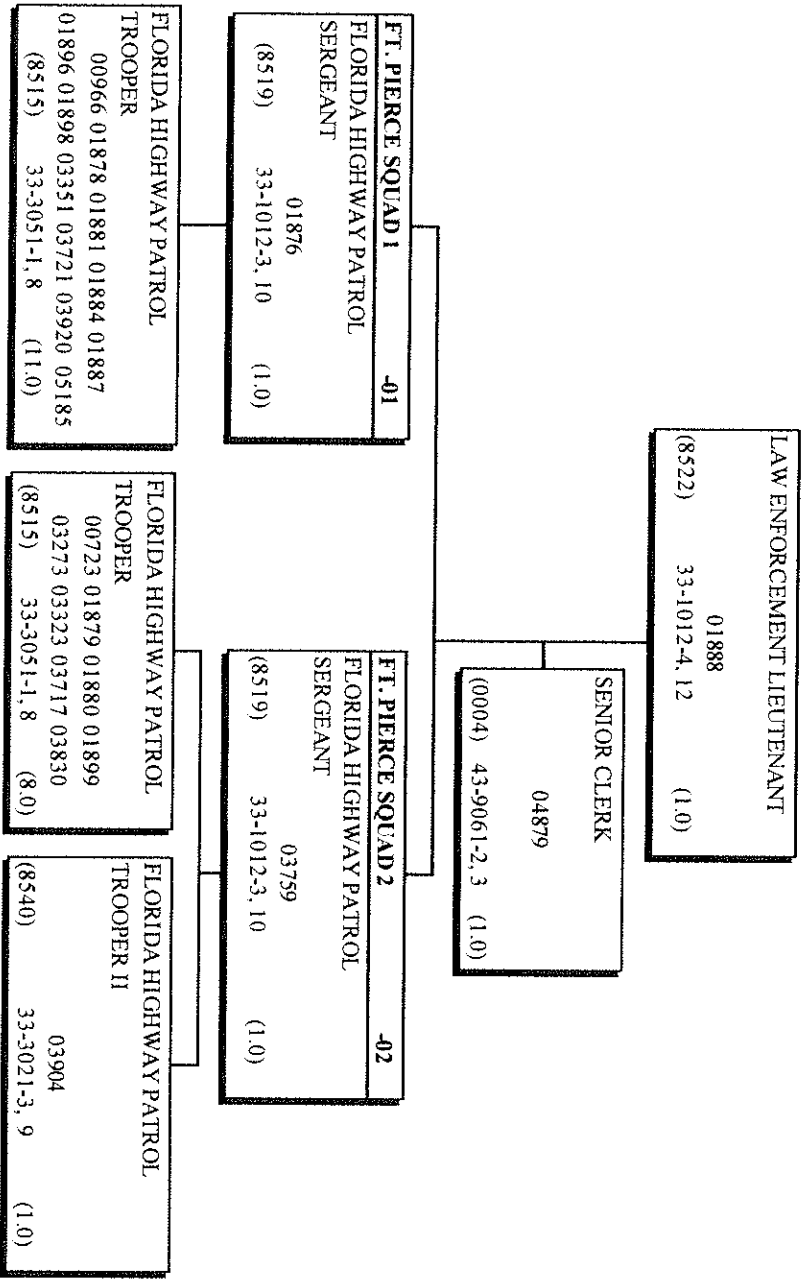 LAW ENFORCEMENT LIEUTENANT
01888
(8522) 33-1012-4, 12 (1.0)
SENIOR CLERK
04879
(0004) 43-9061-2, 3 (1.0)
FT. PIERCE SQUAD 1 -01
FLORIDA HIGHWAY PATROL
SERGEANT
01876
(8519) 33-1012-3, 10 (1.0)
FT. PIERCE SQUAD 2 -02
FLORIDA HIGHWAY PATROL
SERGEANT
03759
(8519) 33-1012-3, 10 (1.0)
FLORIDA HIGHWAY PATROL
TROOPER
00966 01878 01881 01884 01887
01896 01898 03351 03721 03920 05185
(8515) 33-3051-1, 8 (11.0)
FLORIDA HIGHWAY PATROL
TROOPER
00723 01879 01880 01899
03273 03323 03717 03830
(8515) 33-3051-1, 8 (8.0)
FLORIDA HIGHWAY PATROL
TROOPER II
03904
(8540) 33-3021-3, 9 (1.0)